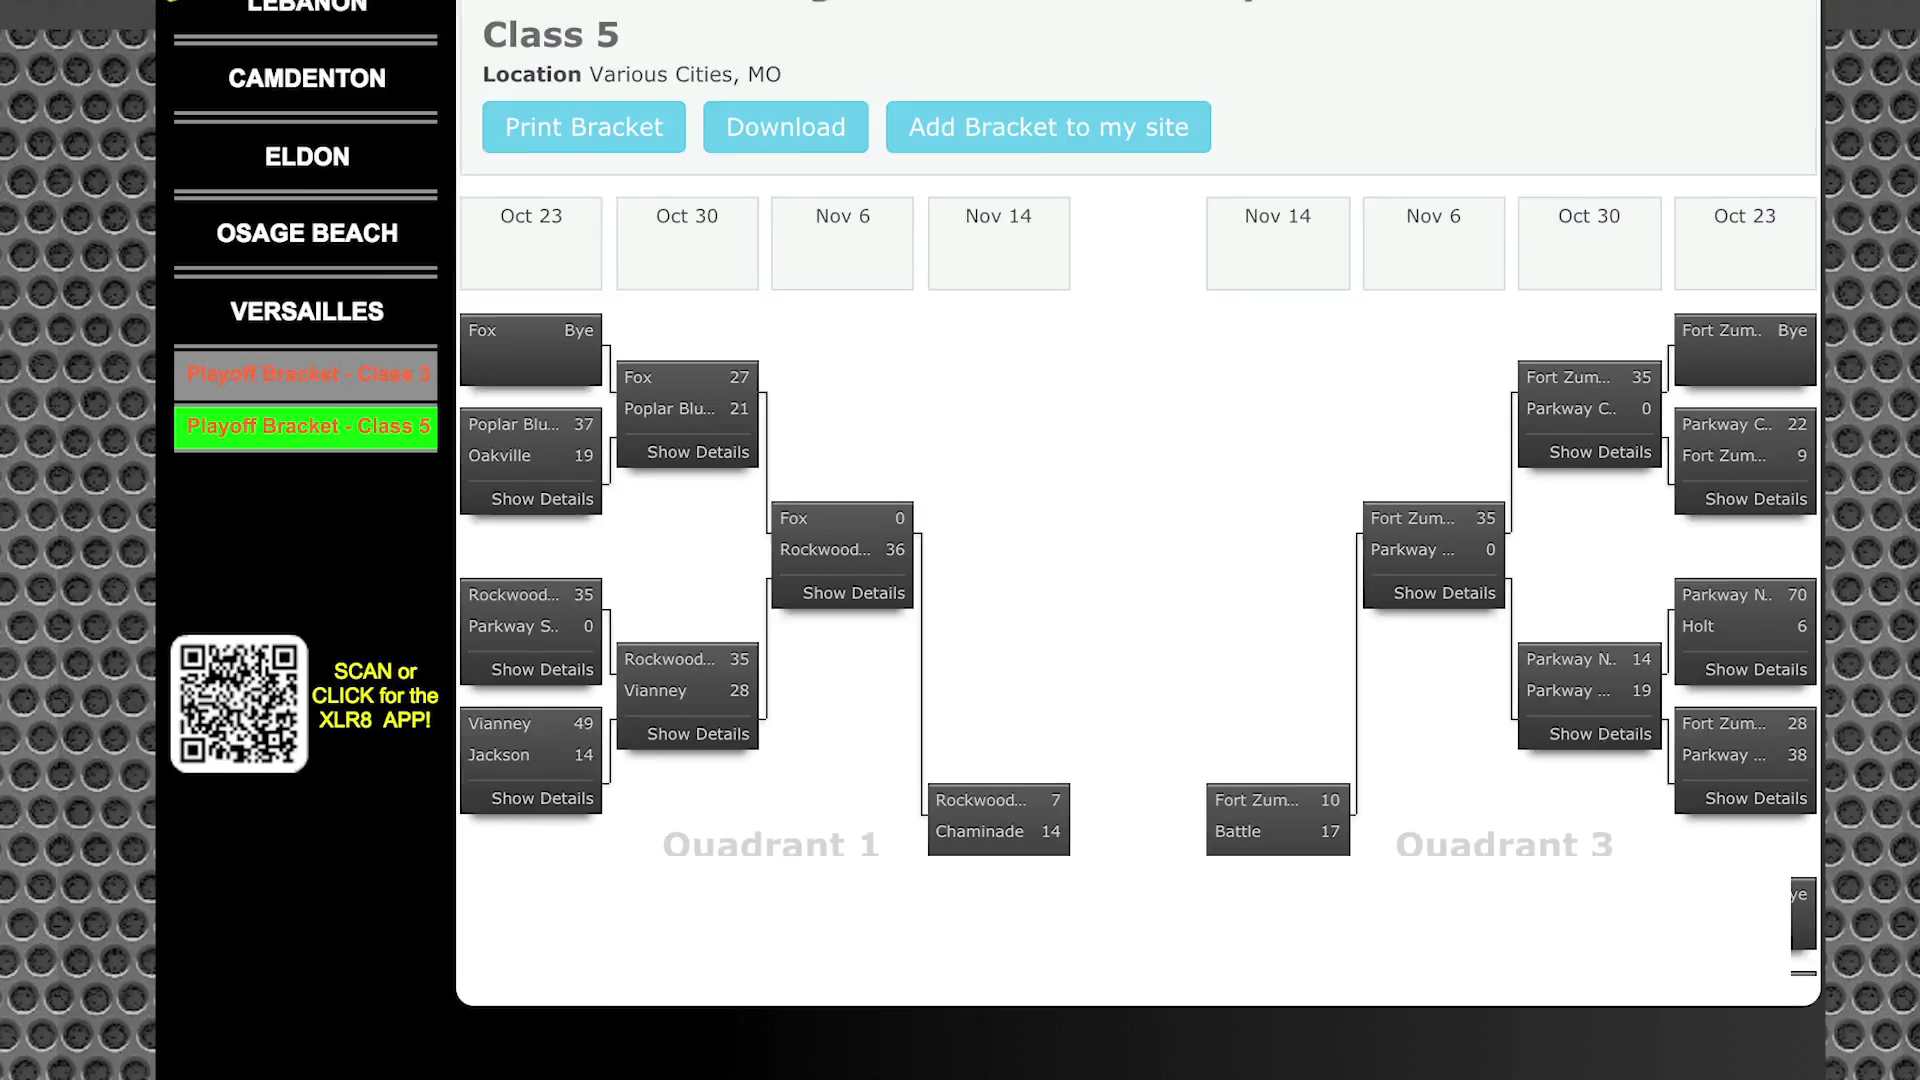 LEBANON
CAMDENTON
ELDON
OSAGE BEACH
VERSAILLES
Playoff Bracket - Class 3
Playoff Bracket - Class 5
SCAN or
CLICK for the
XLR8 APP!
Class 5
Location Various Cities, MO
Print Bracket Download Add Bracket to my site
Oct 23 Oct 30 Nov 6 Nov 14 Nov 14 Nov 6 Oct 30 Oct 23
Fox Bye
Poplar Blu... 37
Oakville 19
Show Details
Rockwood... 35
Parkway S.. 0
Show Details
Vianney 49
Jackson 14
Show Details
Fox 27
Poplar Blu... 21
Show Details
Rockwood... 35
Vianney 28
Show Details
Fox 0
Rockwood... 36
Show Details
Rockwood... 7
Chaminade 14
Quadrant 1
Fort Zum... 10
Battle 17
Fort Zum... 35
Parkway ... 0
Show Details
Fort Zum... 35
Parkway C.. 0
Show Details
Parkway N.. 14
Parkway ... 19
Show Details
Fort Zum.. Bye
Parkway C.. 22
Fort Zum... 9
Show Details
Parkway N.. 70
Holt 6
Show Details
Fort Zum... 28
Parkway ... 38
Show Details
Quadrant 3